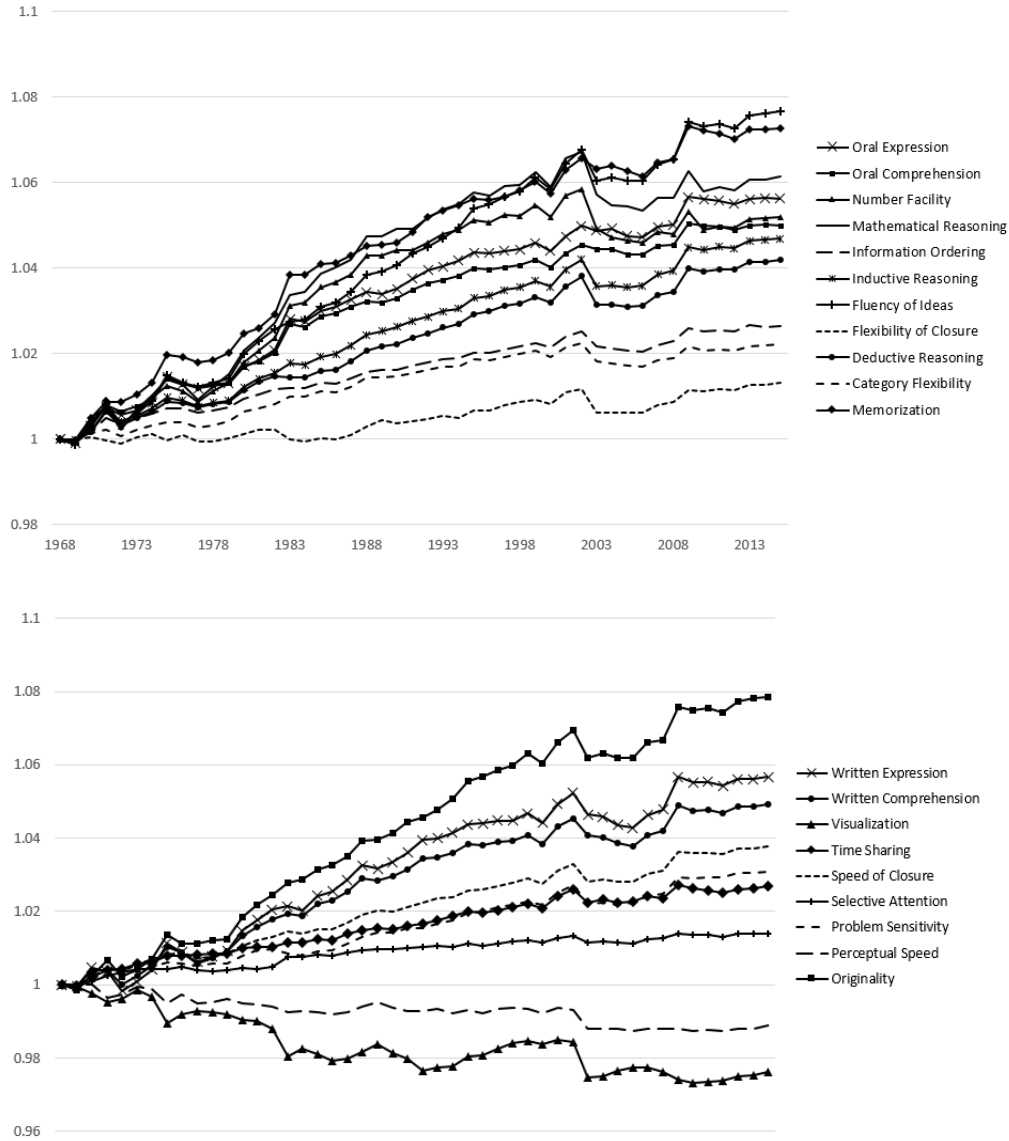 1.1
1.08
1.06
1.04
1.02
1
0.98
1968 1973 1978 1983 1988 1993 1998 2003 2008 2013
Oral Expression
Oral Comprehension
Number Facility
Mathematical Reasoning
Information Ordering
Inductive Reasoning
Fluency of Ideas
Flexibility of Closure
Deductive Reasoning
Category Flexibility
Memorization
1.1
1.08
1.06
1.04
1.02
1
0.98
0.96
Written Expression
Written Comprehension
Visualization
Time Sharing
Speed of Closure
Selective Attention
Problem Sensitivity
Perceptual Speed
Originality